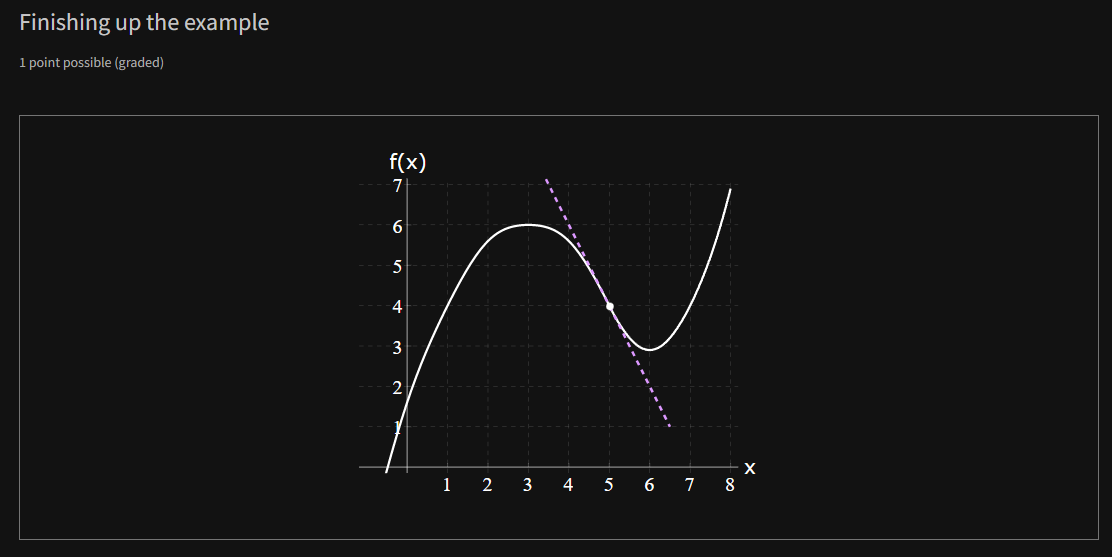 Finishing up the example
1 point possible (graded)
f(x)
7
6
5
4
3
2
1
x
1 2 3 4 5 6 7 8